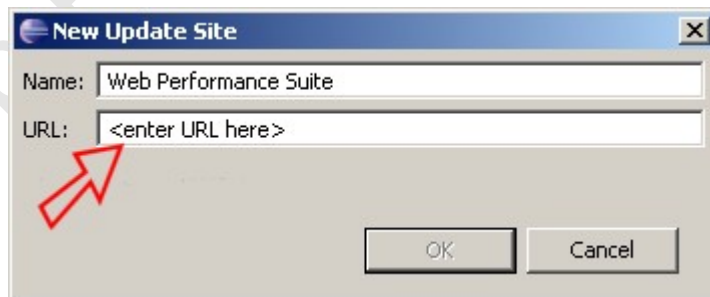 New Update Site
Name: Web Performance Suite
URL: <enter URL here>
OK Cancel